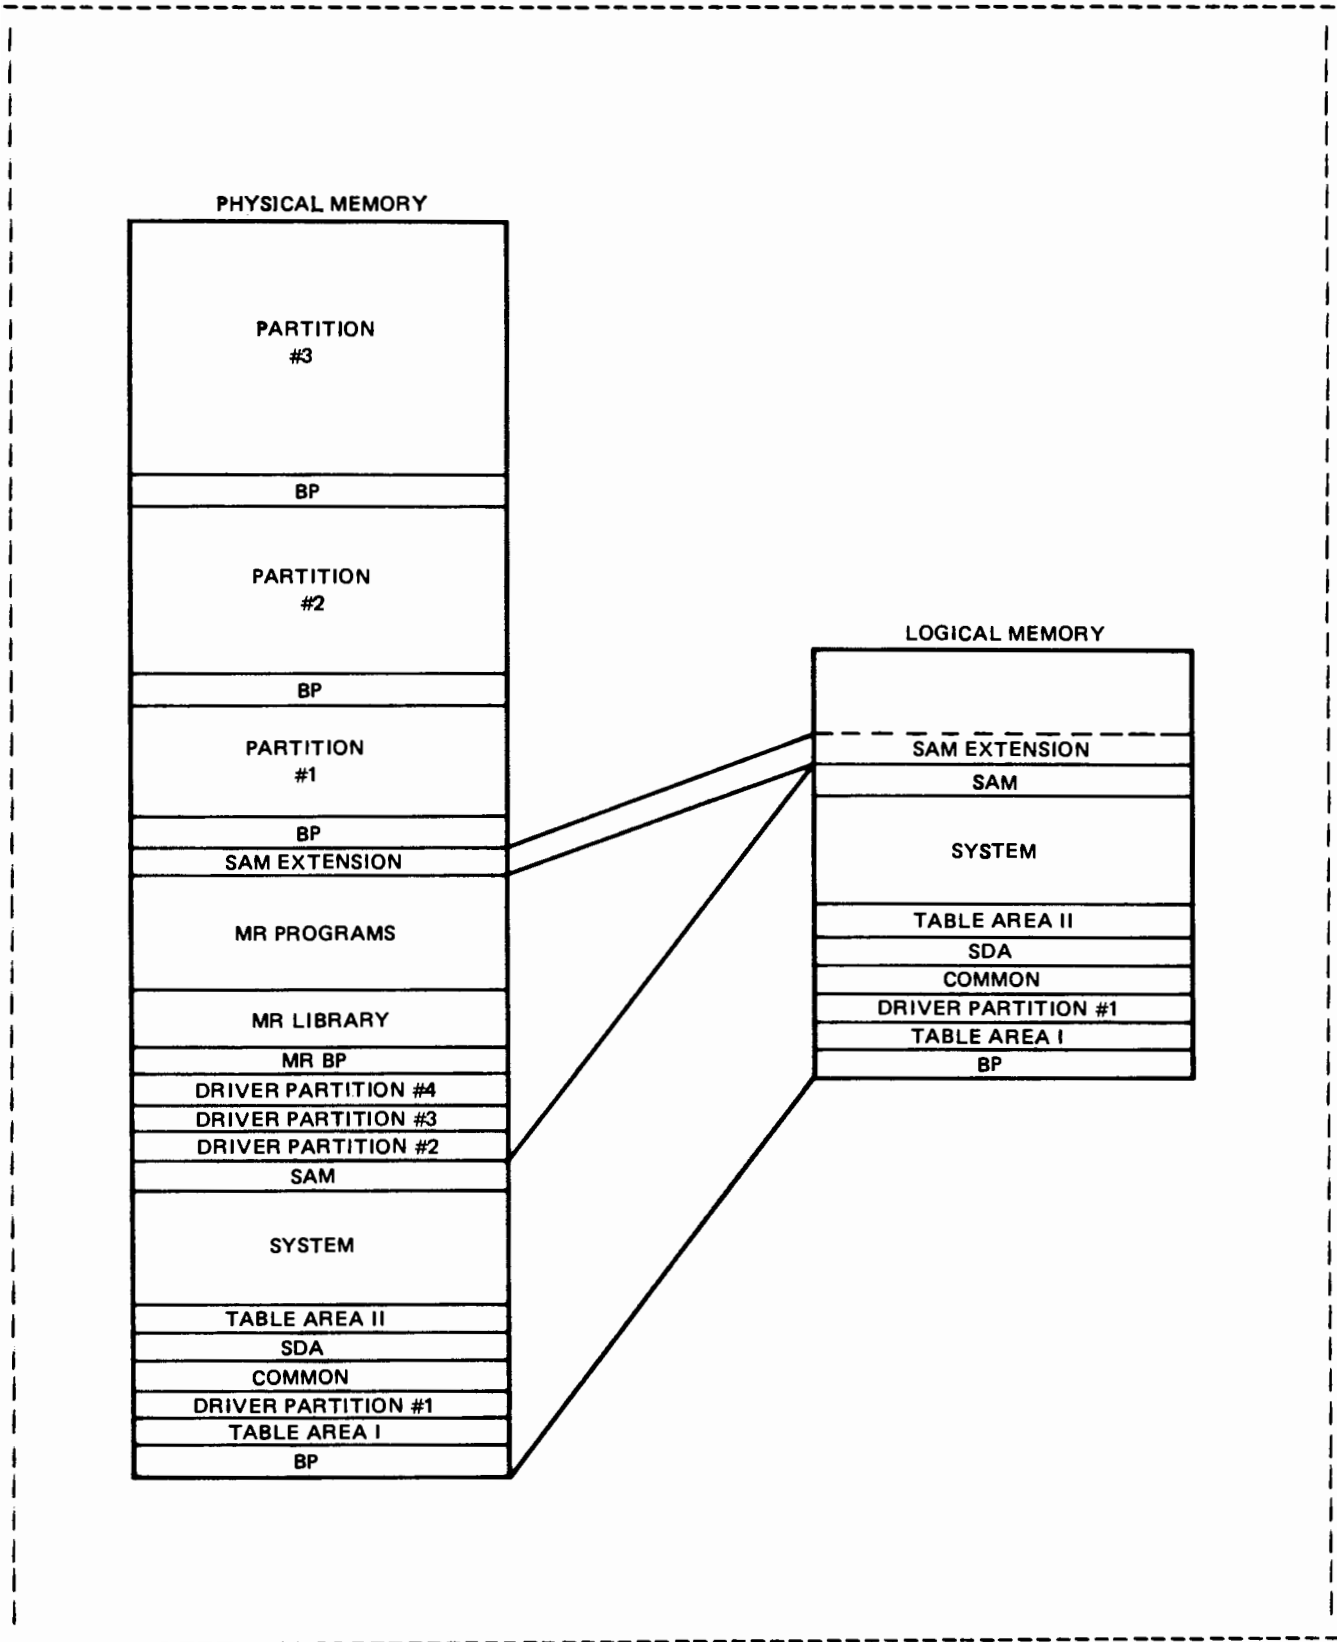 PHYSICAL MEMORY
PARTITION
#3
BP
PARTITION
#2
BP
PARTITION
#1
BP
SAM EXTENSION
MR PROGRAMS
MR LIBRARY
MR BP
DRIVER PARTITION #4
DRIVER PARTITION #3
DRIVER PARTITION #2
SAM
SYSTEM
TABLE AREA II
SDA
COMMON
DRIVER PARTITION #1
TABLE AREA I
BP
LOGICAL MEMORY
SAM EXTENSION
SAM
SYSTEM
TABLE AREA II
SDA
COMMON
DRIVER PARTITION #1
TABLE AREA I
BP